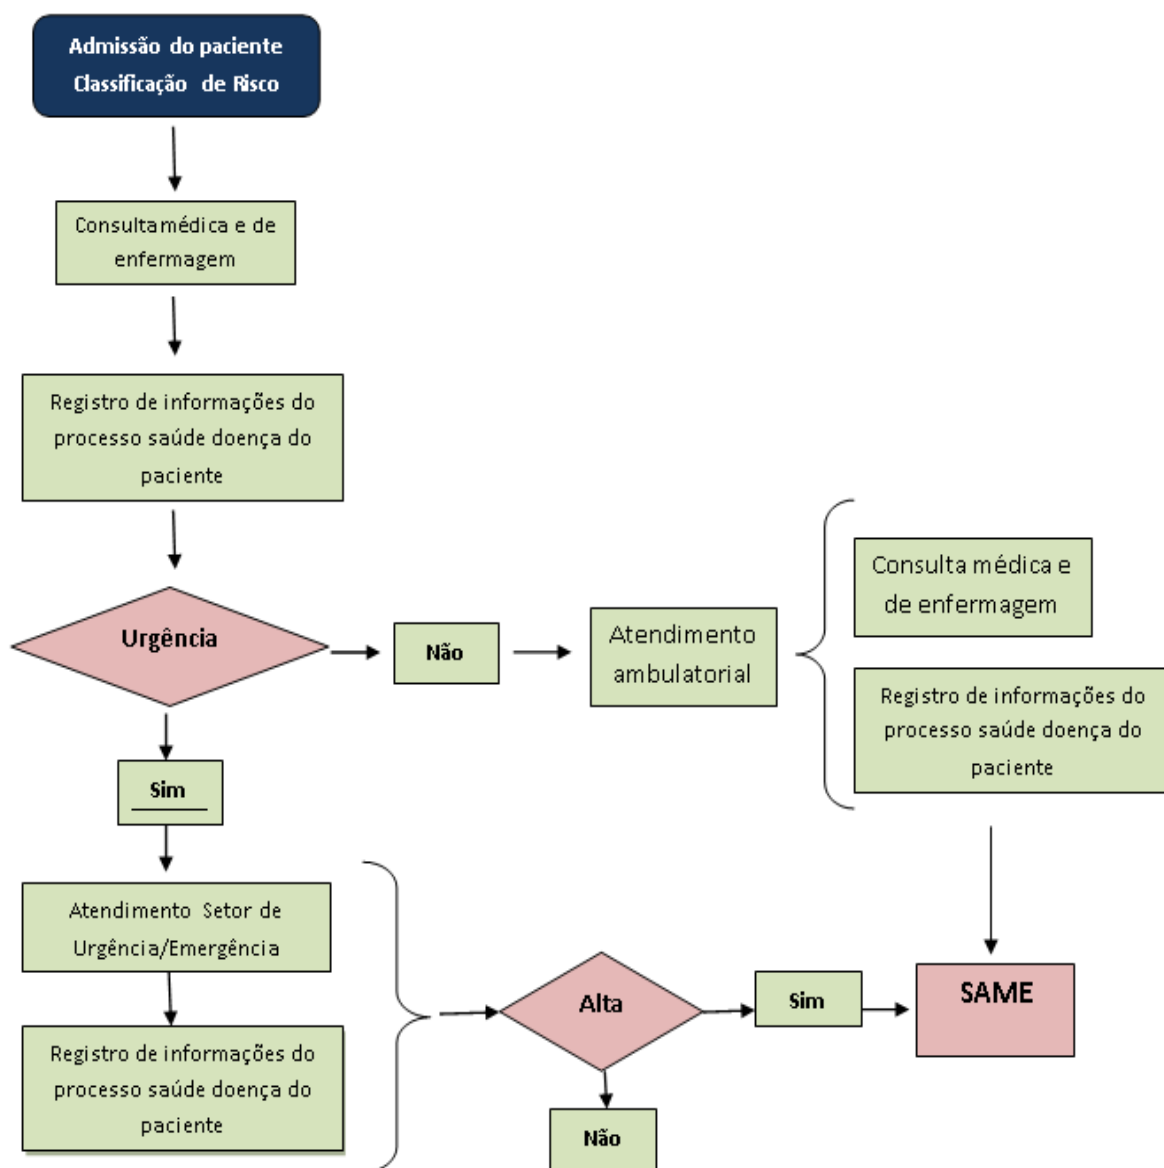 Admissão do paciente
Classificação de Risco
Consulta médica e de
enfermagem
Registro de informações do
processo saúde doença do
paciente
Urgência
Não
Atendimento
ambulatorial
Consulta médica e
de enfermagem
Registro de informações do
processo saúde doença do
paciente
Sim
Atendimento Setor de
Urgência/Emergência
Registro de informações do
processo saúde doença do
paciente
Alta
Sim
SAME
Não